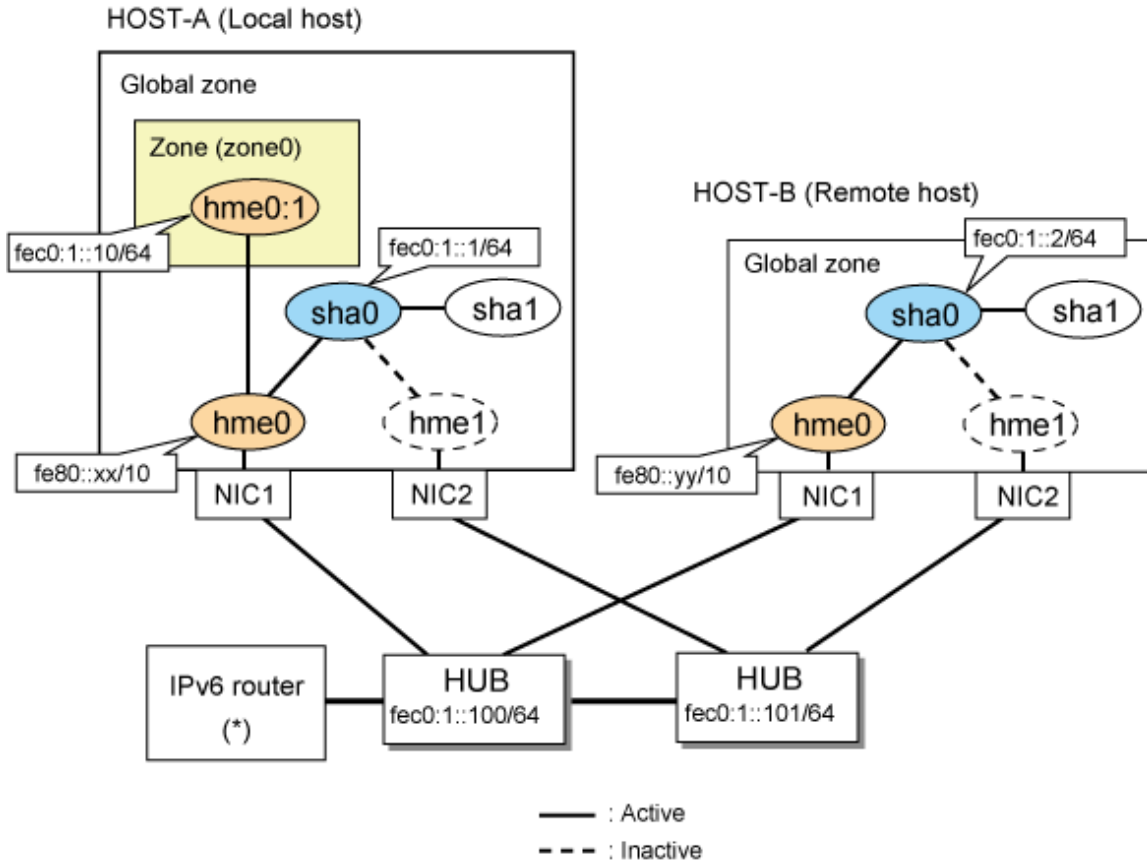 HOST-A (Local host)
Global zone
Zone (zone0)
hme0:1
fec0:1::10/64
fec0:1::1/64
sha0
sha1
hme0
hme1
fe80::xx/10
NIC1
NIC2
HOST-B (Remote host)
fec0:1::2/64
Global zone
sha0
sha1
hme0
hme1
fe80::yy/10
NIC1
NIC2
IPv6 router
(*)
HUB
fec0:1::100/64
HUB
fec0:1::101/64
: Active
: Inactive